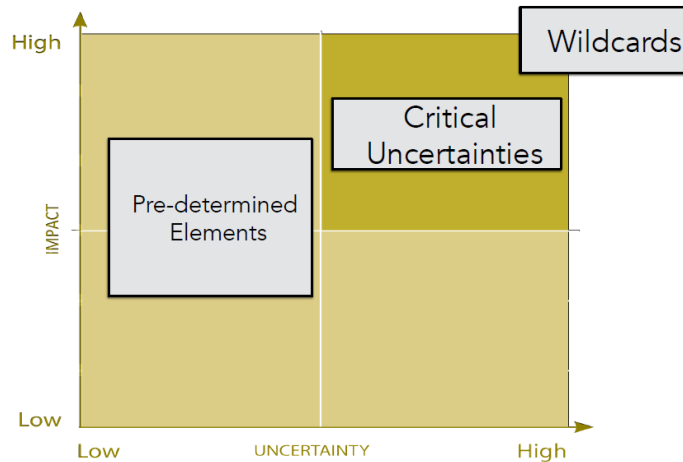 High
Wildcards
Critical
Uncertainties
Pre-determined
Elements
IMPACT
Low
Low
UNCERTAINTY
High